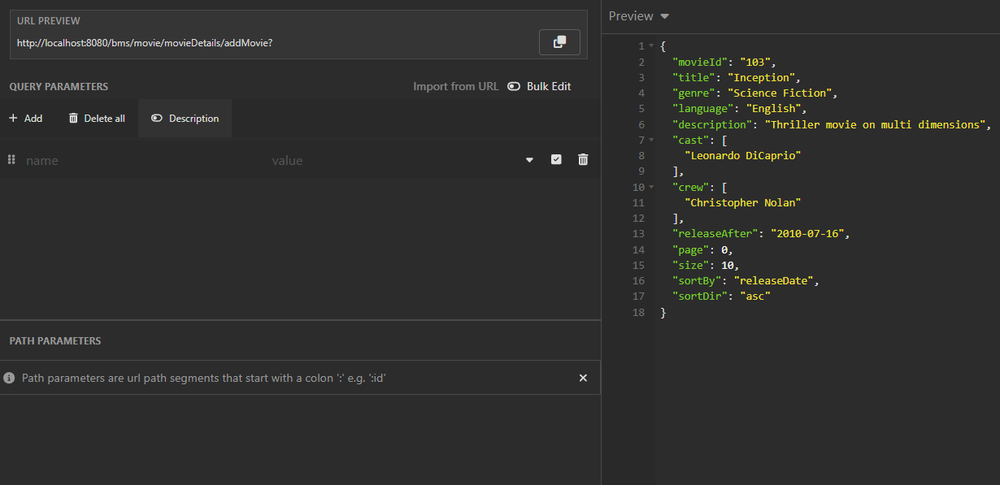 URL PREVIEW
http://localhost:8080/bms/movie/movieDetails/addMovie?
QUERY PARAMETERS
Import from URL Bulk Edit
Add Delete all Description
name value
PATH PARAMETERS
Path parameters are url path segments that start with a colon ':' e.g. ':id'
Preview
1 {
2 "movieId": "103",
3 "title": "Inception",
4 "genre": "Science Fiction",
5 "language": "English",
6 "description": "Thriller movie on multi dimensions",
7 "cast": [
8 "Leonardo DiCaprio"
9 ],
10 "crew": [
11 "Christopher Nolan"
12 ],
13 "releaseAfter": "2010-07-16",
14 "page": 0,
15 "size": 10,
16 "sortBy": "releaseDate",
17 "sortDir": "asc"
18 }